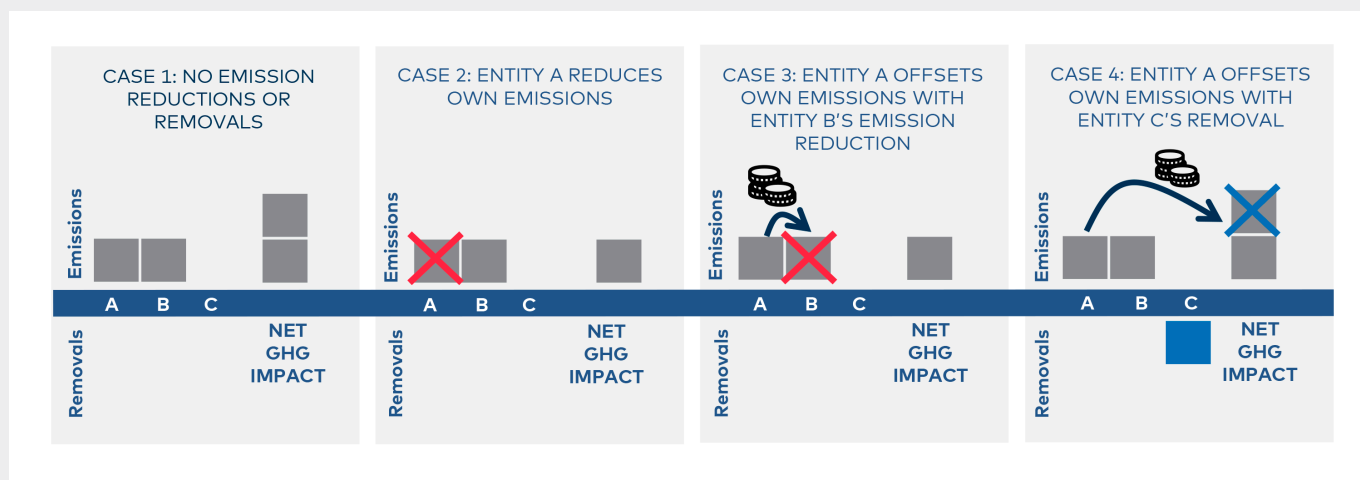 CASE 1: NO EMISSION
REDUCTIONS OR
REMOVALS
Emissions
A B C
Removals
NET
GHG
IMPACT
CASE 2: ENTITY A REDUCES
OWN EMISSIONS
Emissions
A B C
Removals
NET
GHG
IMPACT
CASE 3: ENTITY A OFFSETS
OWN EMISSIONS WITH
ENTITY B'S EMISSION
REDUCTION
Emissions
A B C
Removals
NET
GHG
IMPACT
CASE 4: ENTITY A OFFSETS
OWN EMISSIONS WITH
ENTITY C'S REMOVAL
Emissions
A B C
Removals
NET
GHG
IMPACT